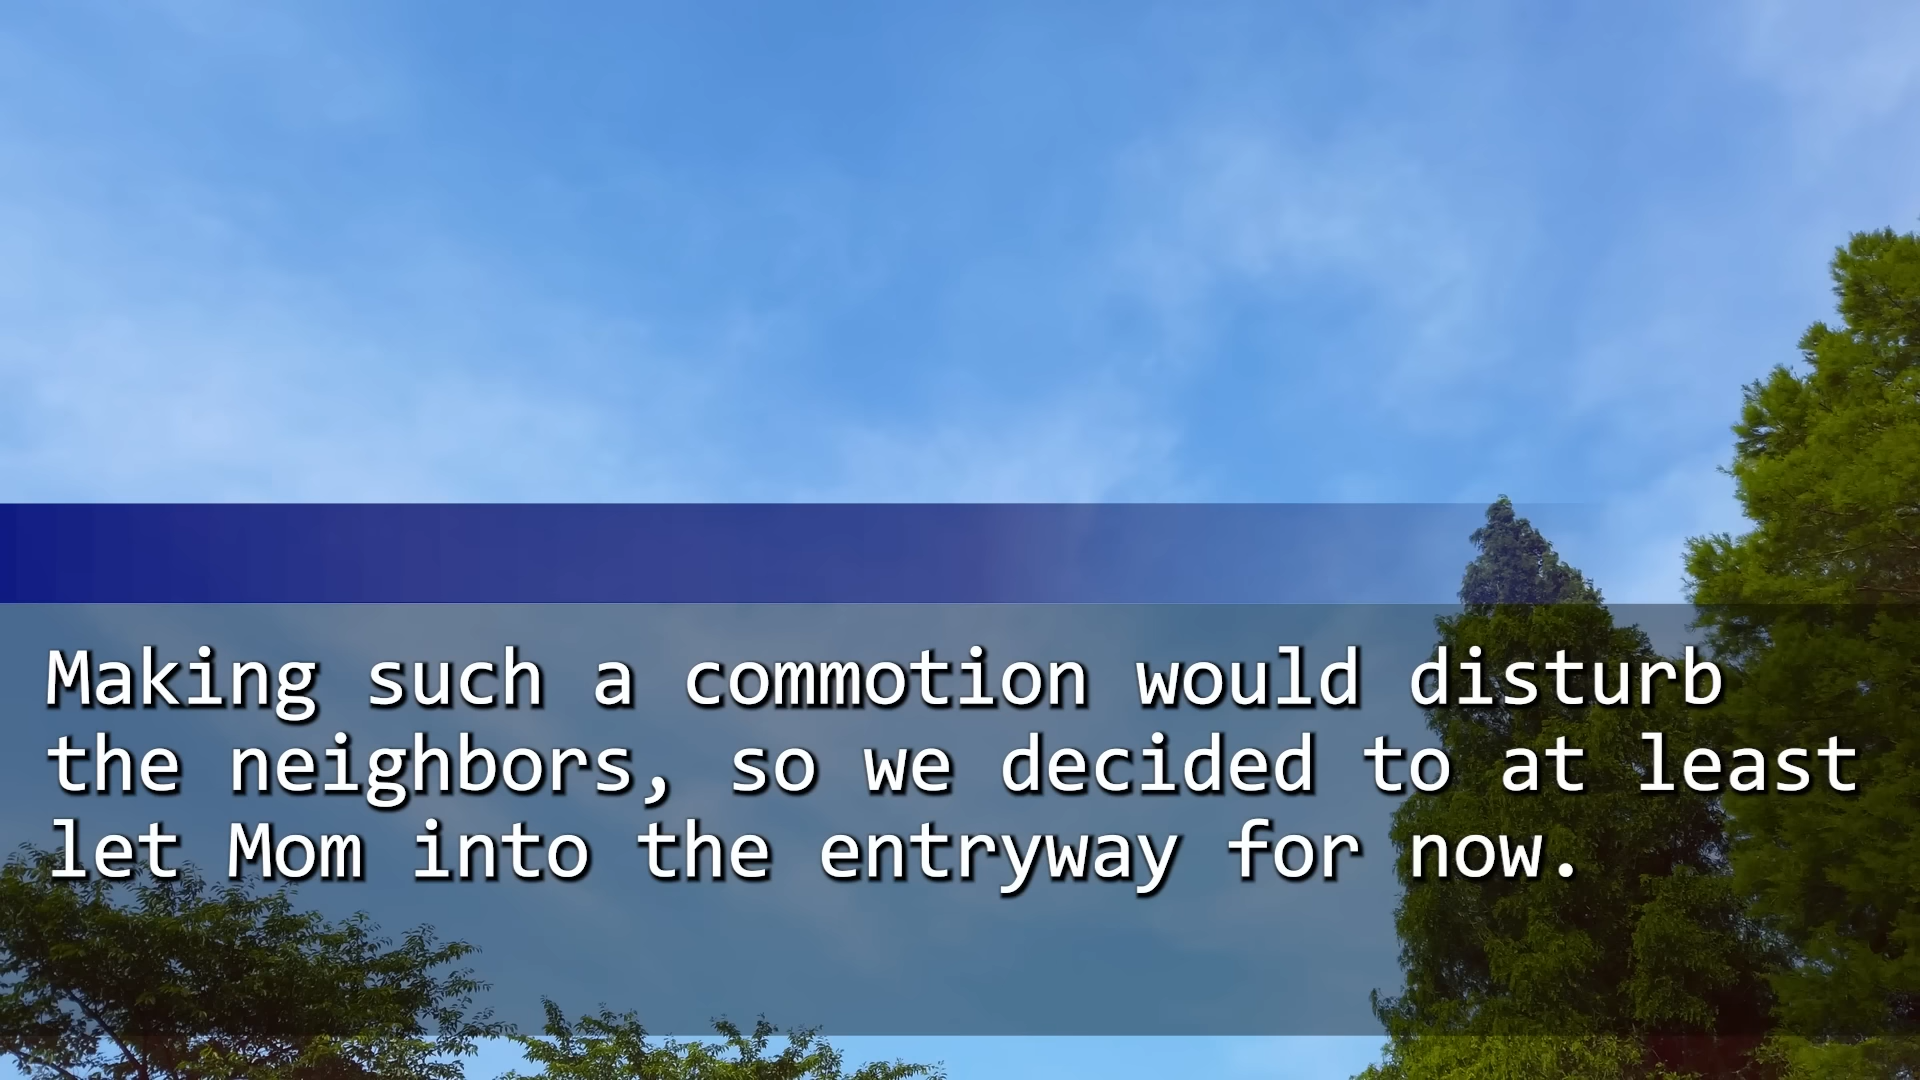 Making such a commotion would disturb
the neighbors, so we decided to at least
let Mom into the entryway for now.